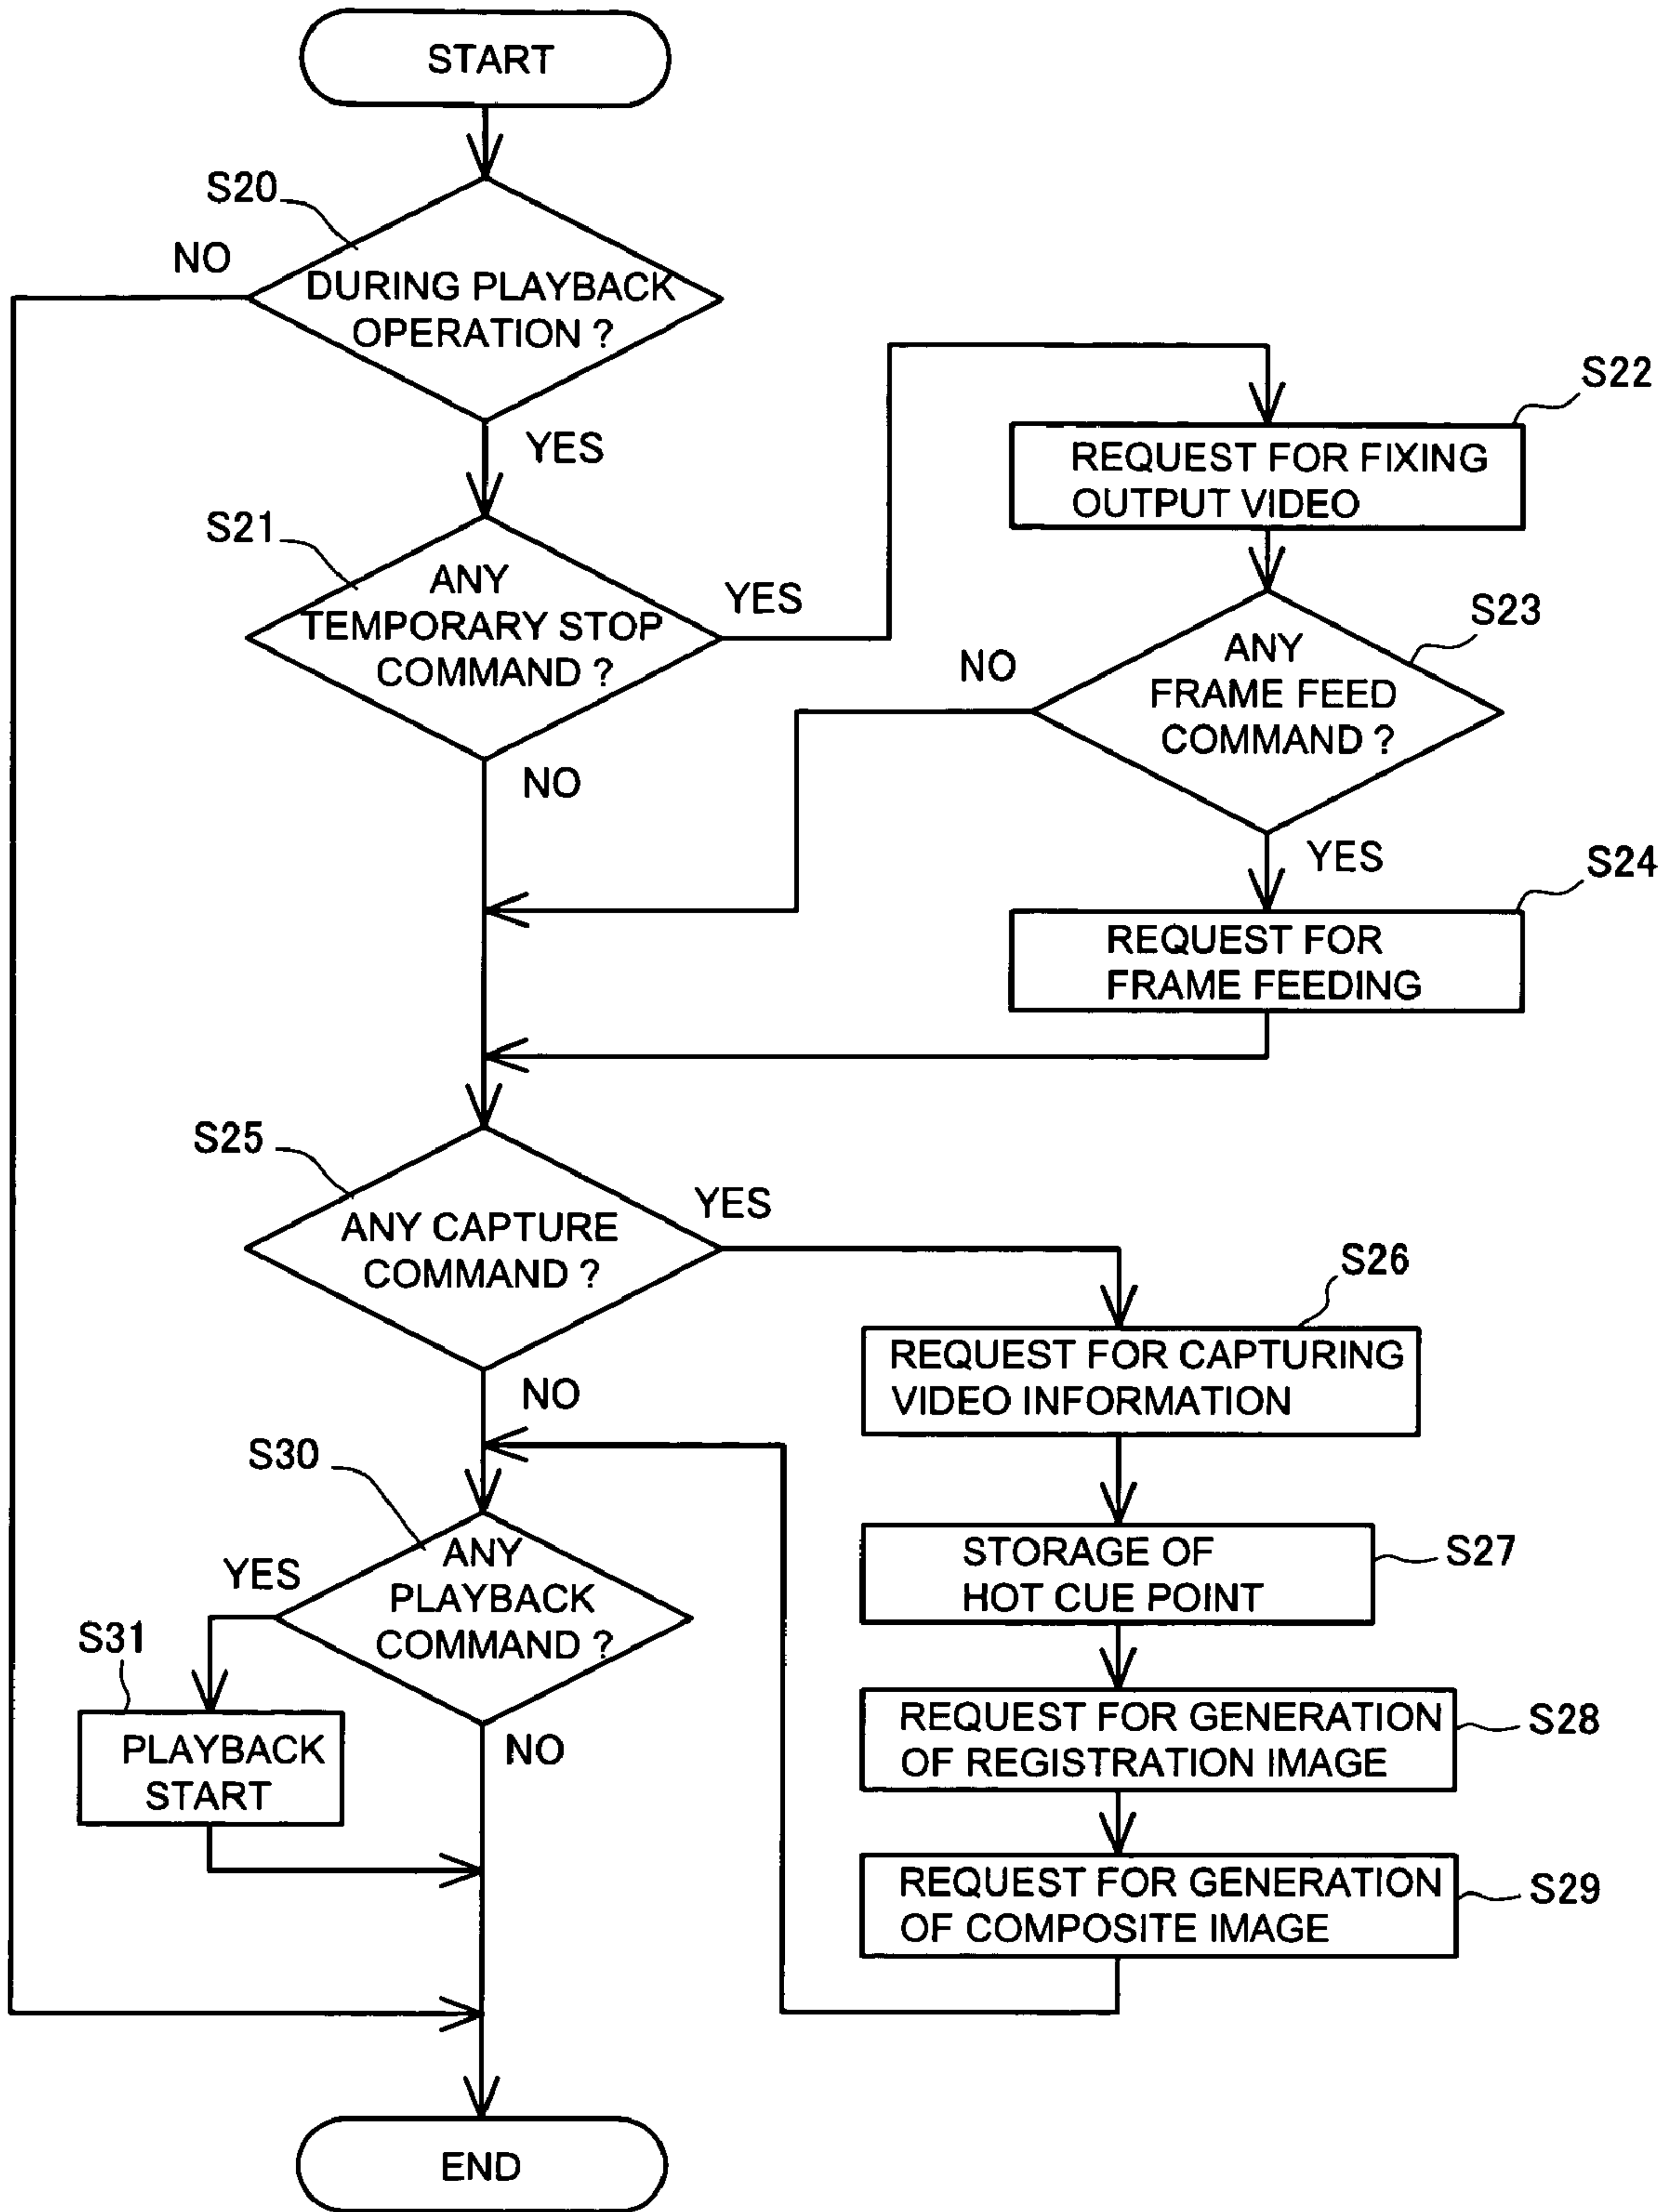 START
S20
NO
DURING PLAYBACK
OPERATION ?
YES
S21
ANY
TEMPORARY STOP
COMMAND ?
YES
NO
S22
REQUEST FOR FIXING
OUTPUT VIDEO
S23
ANY
FRAME FEED
COMMAND ?
NO
YES
S24
REQUEST FOR
FRAME FEEDING
S25
ANY CAPTURE
COMMAND ?
YES
NO
S26
REQUEST FOR CAPTURING
VIDEO INFORMATION
S27
STORAGE OF
HOT CUE POINT
S28
REQUEST FOR GENERATION
OF REGISTRATION IMAGE
S29
REQUEST FOR GENERATION
OF COMPOSITE IMAGE
S30
ANY
PLAYBACK
COMMAND ?
YES
NO
S31
PLAYBACK
START
END